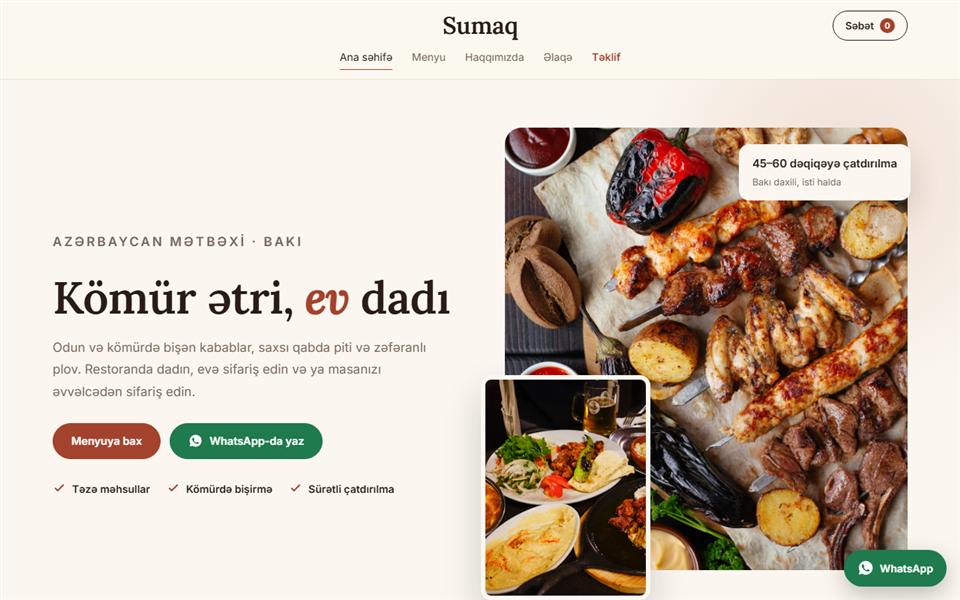 Sumaq
Səbət 0
Ana səhifə Menyu Haqqımızda Əlaqə Təklif
45–60 dəqiqəyə çatdırılma
Bakı daxili, isti halda
AZƏRBAYCAN MƏTBƏXİ · BAKI
Kömür ətri, ev dadı
Odun və kömürdə bişən kabablar, saxsı qabda piti və zəfəranlı
plov. Restoranda dadın, evə sifariş edin və ya masanızı
əvvəlcədən sifariş edin.
Menyuya bax WhatsApp-da yaz
Təzə məhsullar Kömürdə bişirmə Sürətli çatdırılma
WhatsApp